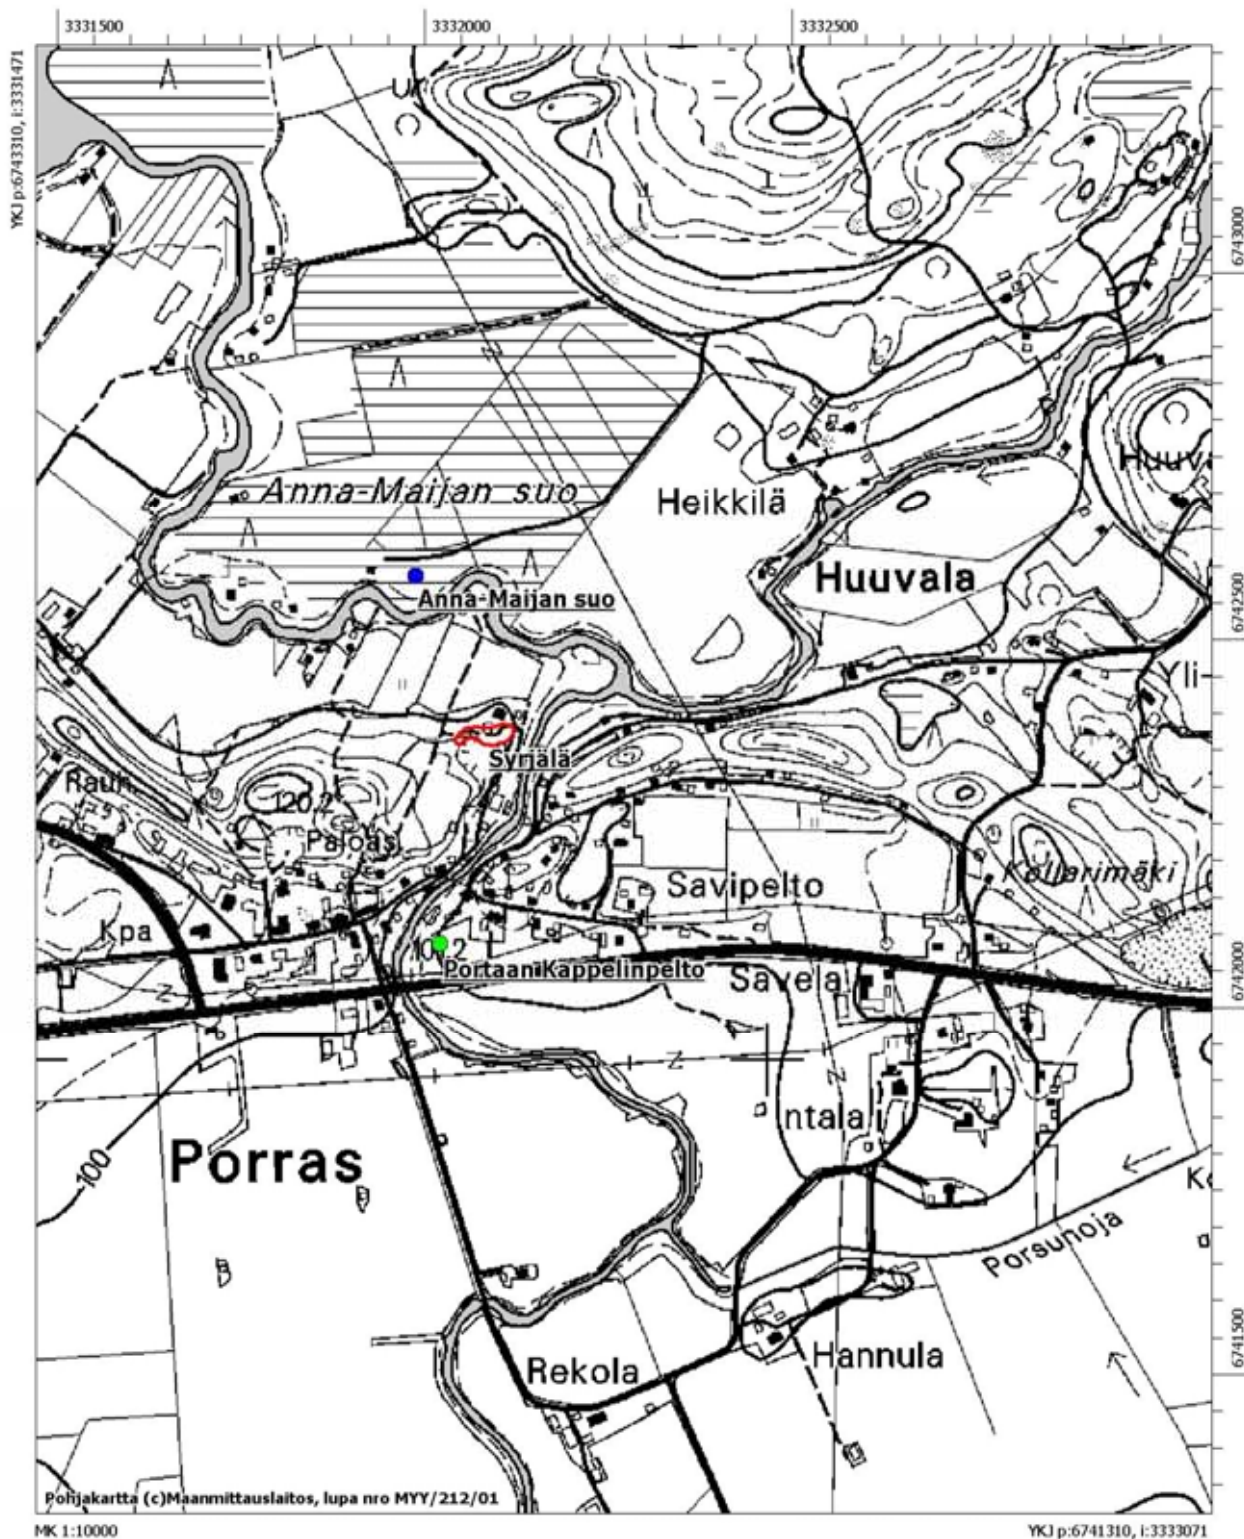 3331500
3332000
3332500
YKJ p:6743310, i:3331471
6743000
Anna-Maijan suo
Heikkilä
Huuvala
Anna-Maijan suo
6742500
Yli-
Syrjälä
Rauh.
120.2
Paloas.
Savipelto
Kollarimäki
Kpa
Portaan Kappelinpelto
Savela
6742000
ntala
100
Porras
Porsunoja
6741500
Rekola
Hannula
Pohjakartta (c)Maanmittauslaitos, lupa nro MYY/212/01
MK 1:10000
YKJ p:6741310, i:3333071